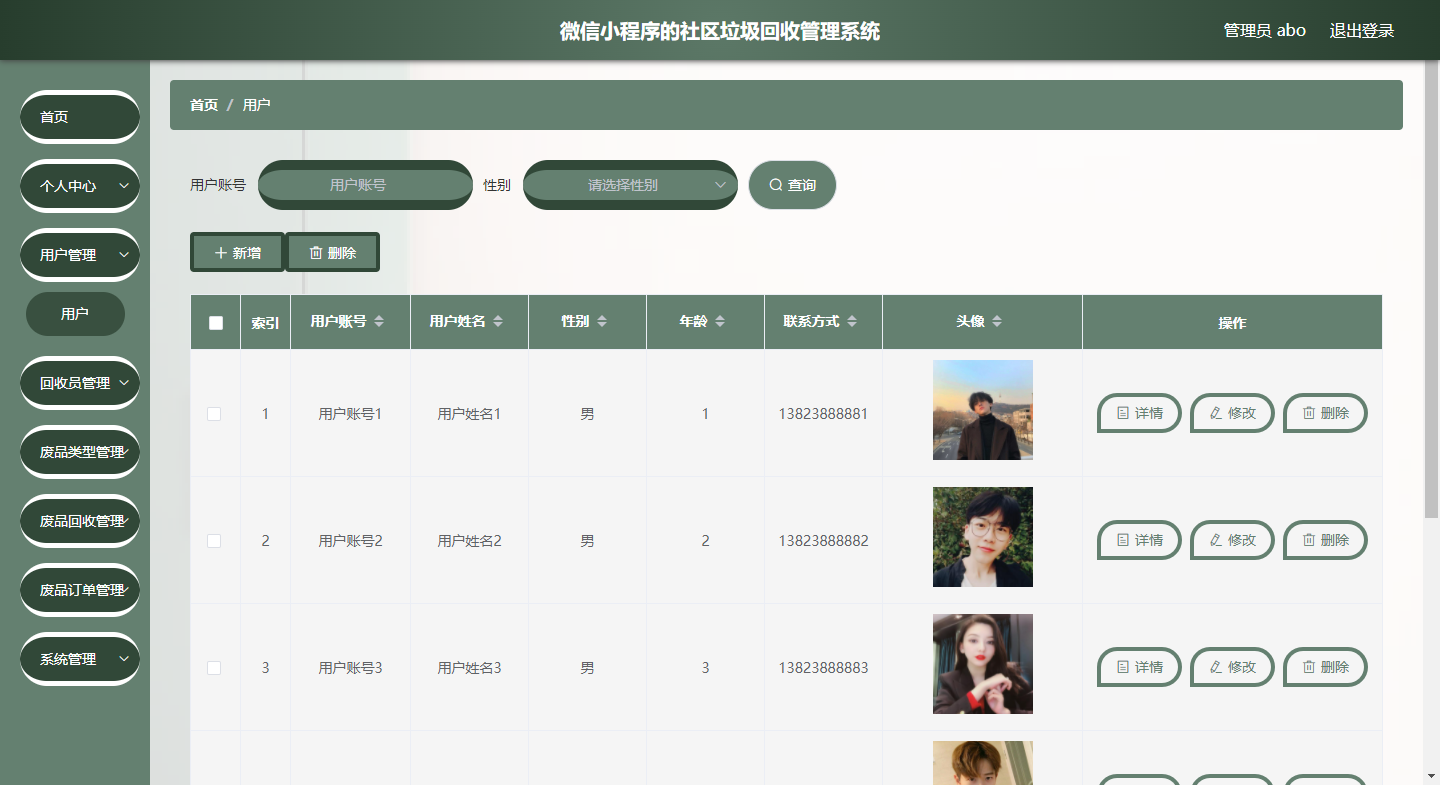 微信小程序的社区垃圾回收管理系统
管理员 abo 退出登录
首页
个人中心
用户管理
用户
回收员管理
废品类型管理
废品回收管理
废品订单管理
系统管理
首页 / 用户
用户账号 用户账号 性别 请选择性别 查询
新增 删除
索引 用户账号 用户姓名 性别 年龄 联系方式 头像 操作
1 用户账号1 用户姓名1 男 1 13823888881 详情 修改 删除
2 用户账号2 用户姓名2 男 2 13823888882 详情 修改 删除
3 用户账号3 用户姓名3 男 3 13823888883 详情 修改 删除